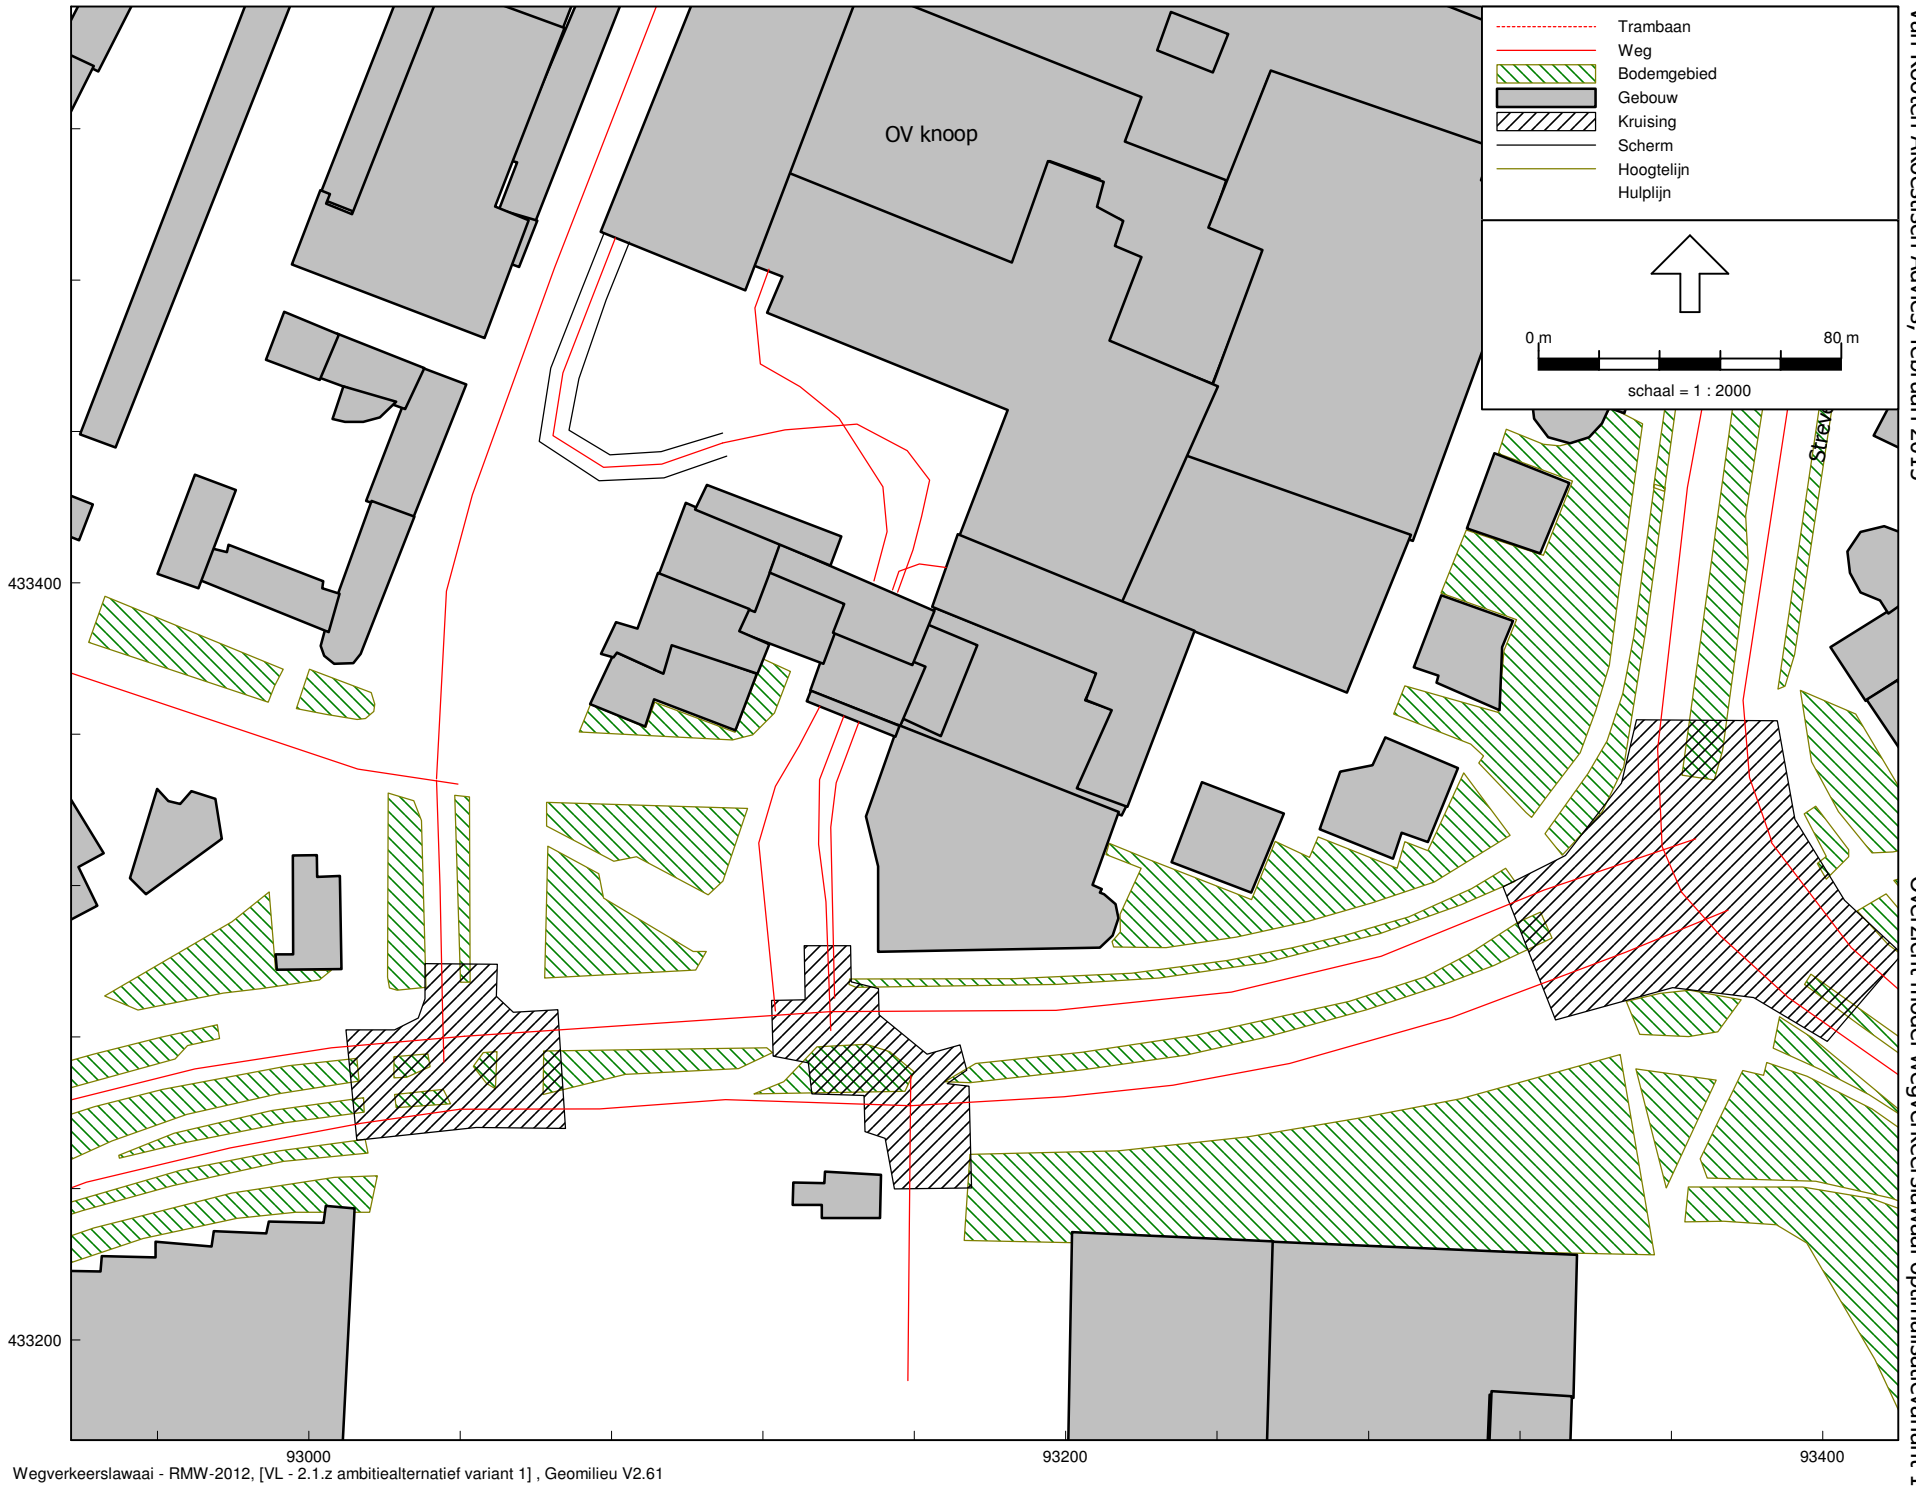 Trambaan
Weg
Bodemgebied
Gebouw
Kruising
Scherm
Hoogtelijn
Hulplijn
OV knoop
0 m
80 m
schaal = 1 : 2000
433400
433200
93000
93200
93400
Wegverkeerslawaai - RMW-2012, [VL - 2.1.z ambitiealternatief variant 1] , Geomilieu V2.61